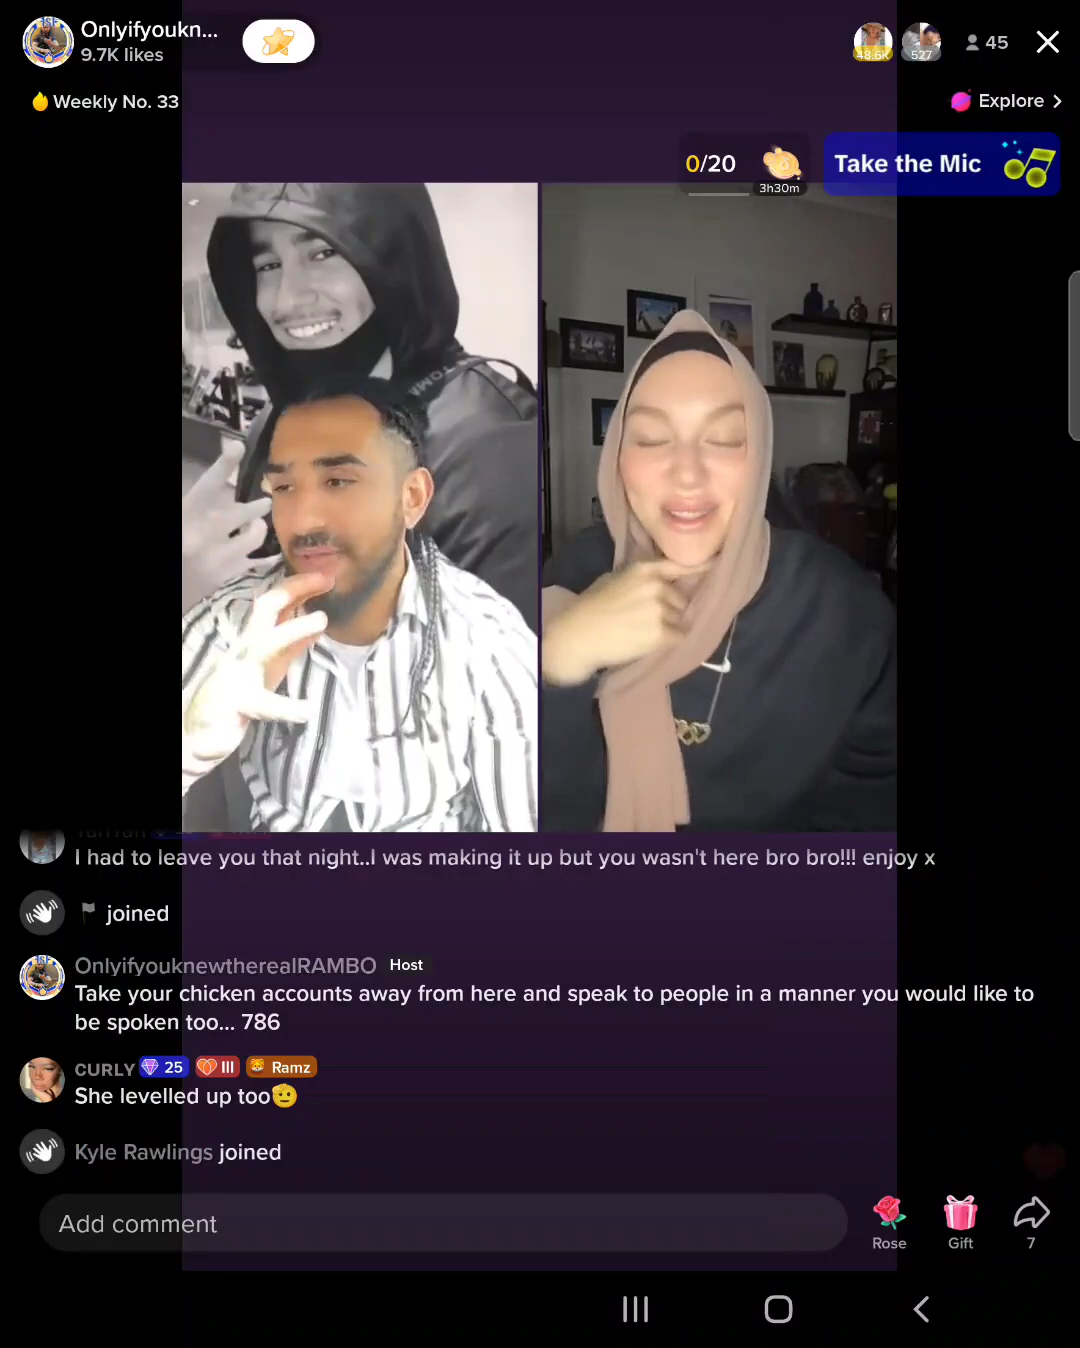 Onlyifyoukn...
9.7K likes
48.6K
527
45
Weekly No. 33
Explore >
0/20
3h30m
Take the Mic
TOMM
I had to leave you that night..I was making it up but you wasn't here bro bro!!! enjoy x
joined
OnlyifyouknewtherealRAMBO Host
Take your chicken accounts away from here and speak to people in a manner you would like to
be spoken too... 786
CURLY 25 III Ramz
She levelled up too🫡
Kyle Rawlings joined
Add comment
Rose
Gift
7